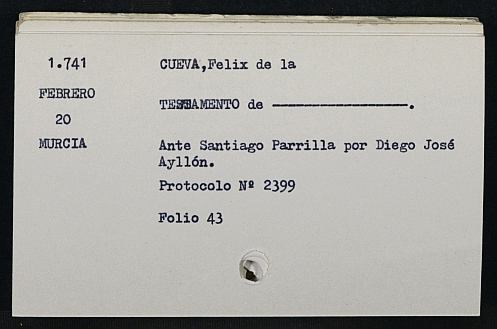 1.741 CUEVA,Felix de la
FEBRERO
TESTAMENTO de ------------------.
20
MURCIA Ante Santiago Parrilla por Diego José
Ayllón.
Protocolo Nº 2399
Folio 43